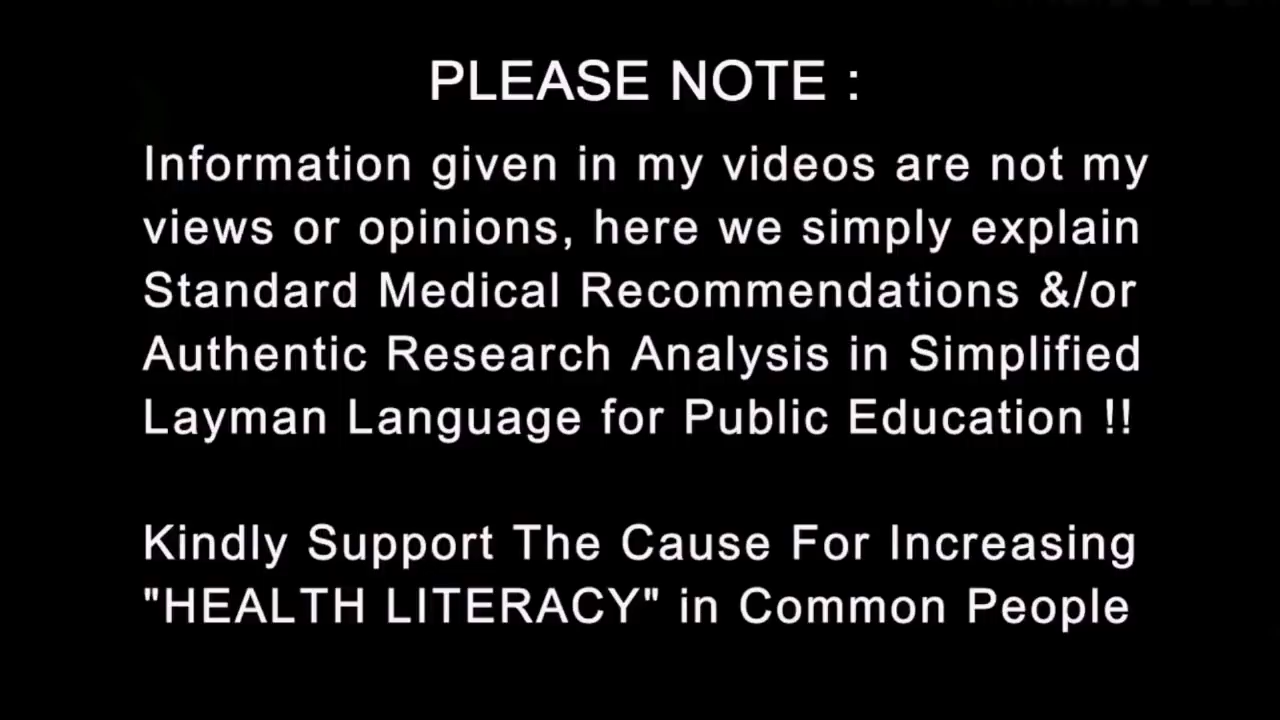 PLEASE NOTE :
Information given in my videos are not my
views or opinions, here we simply explain
Standard Medical Recommendations &/or
Authentic Research Analysis in Simplified
Layman Language for Public Education !!
Kindly Support The Cause For Increasing
"HEALTH LITERACY" in Common People